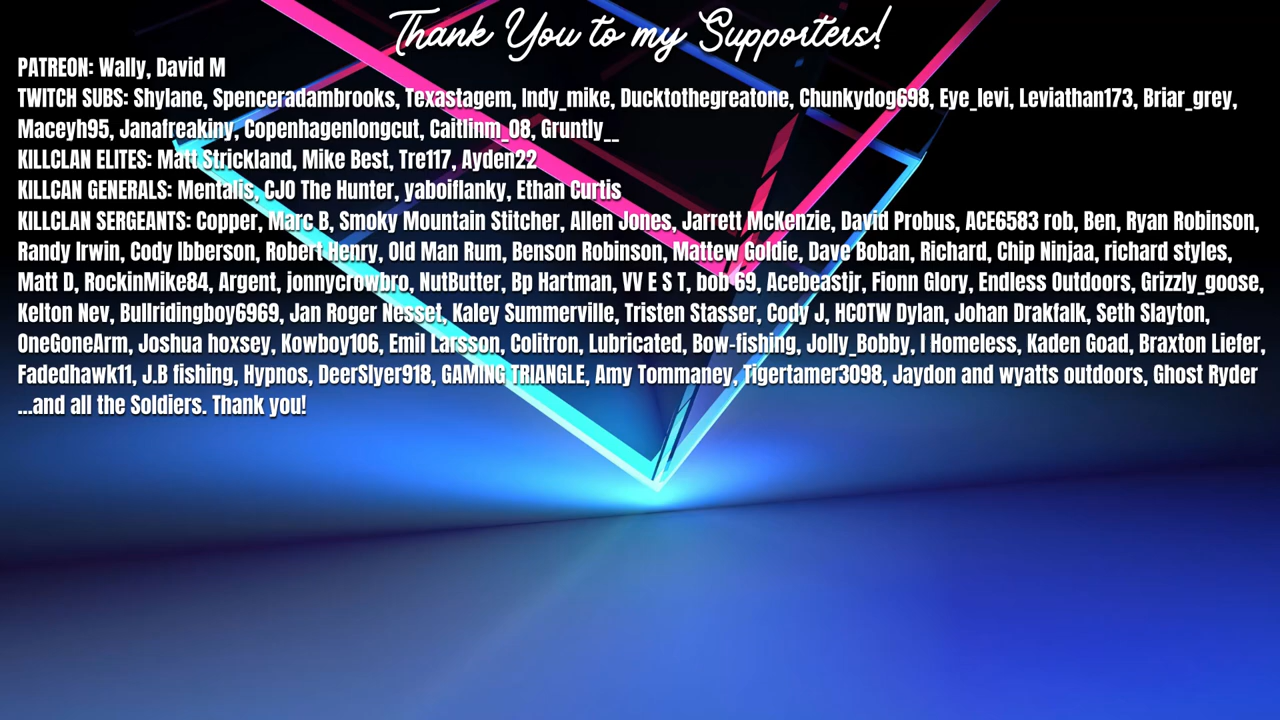 Thank You to my Supporters!
PATREON: Wally, David M
TWITCH SUBS: Shylane, Spenceradambrooks, Texastagem, Indy_mike, Ducktothegreatone, Chunkydog698, Eye_levi, Leviathan173, Briar_grey,
Maceyh95, Janafreakiny, Copenhagenlongcut, Caitlinm_08, Gruntly__
KILLCLAN ELITES: Matt Strickland, Mike Best, Tre117, Ayden22
KILLCAN GENERALS: Mentalis, CJO The Hunter, yaboiflanky, Ethan Curtis
KILLCLAN SERGEANTS: Copper, Marc B, Smoky Mountain Stitcher, Allen Jones, Jarrett McKenzie, David Probus, ACE6583 rob, Ben, Ryan Robinson,
Randy Irwin, Cody Ibberson, Robert Henry, Old Man Rum, Benson Robinson, Mattew Goldie, Dave Boban, Richard, Chip Ninjaa, richard styles,
Matt D, RockinMike84, Argent, jonnycrowbro, NutButter, Bp Hartman, VV E S T, bob 69, Acebeastjr, Fionn Glory, Endless Outdoors, Grizzly_goose,
Kelton Nev, Bullridingboy6969, Jan Roger Nesset, Kaley Summerville, Tristen Stasser, Cody J, HCOTW Dylan, Johan Drakfalk, Seth Slayton,
OneGoneArm, Joshua hoxsey, Kowboy106, Emil Larsson, Colitron, Lubricated, Bow-fishing, Jolly_Bobby, I Homeless, Kaden Goad, Braxton Liefer,
Fadedhawk11, J.B fishing, Hypnos, DeerSlyer918, GAMING TRIANGLE, Amy Tommaney, Tigertamer3098, Jaydon and wyatts outdoors, Ghost Ryder
...and all the Soldiers. Thank you!